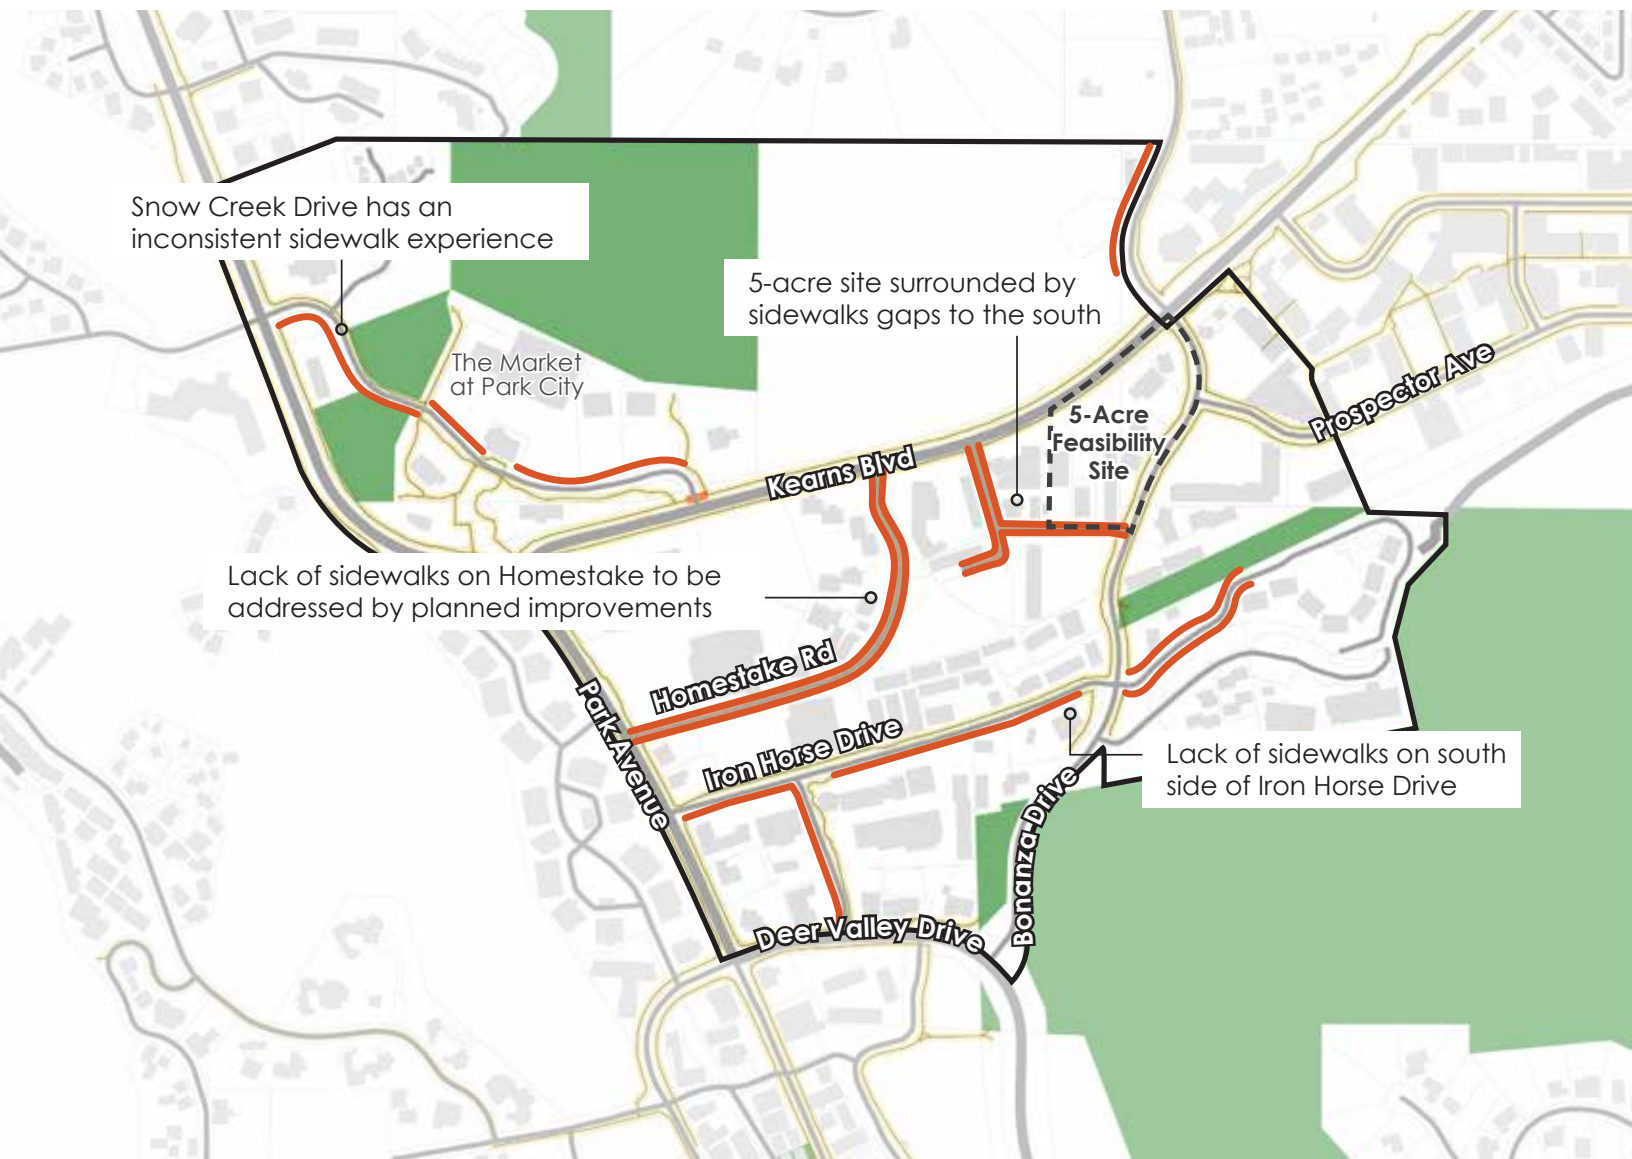 Snow Creek Drive has an
inconsistent sidewalk experience
5-acre site surrounded by
sidewalks gaps to the south
The Market
at Park City
5-Acre
Feasibility
Site
Prospector Ave
Kearns Blvd
Lack of sidewalks on Homestake to be
addressed by planned improvements
Homestake Rd
Park Avenue
Iron Horse Drive
Lack of sidewalks on south
side of Iron Horse Drive
Bonanza Drive
Deer Valley Drive